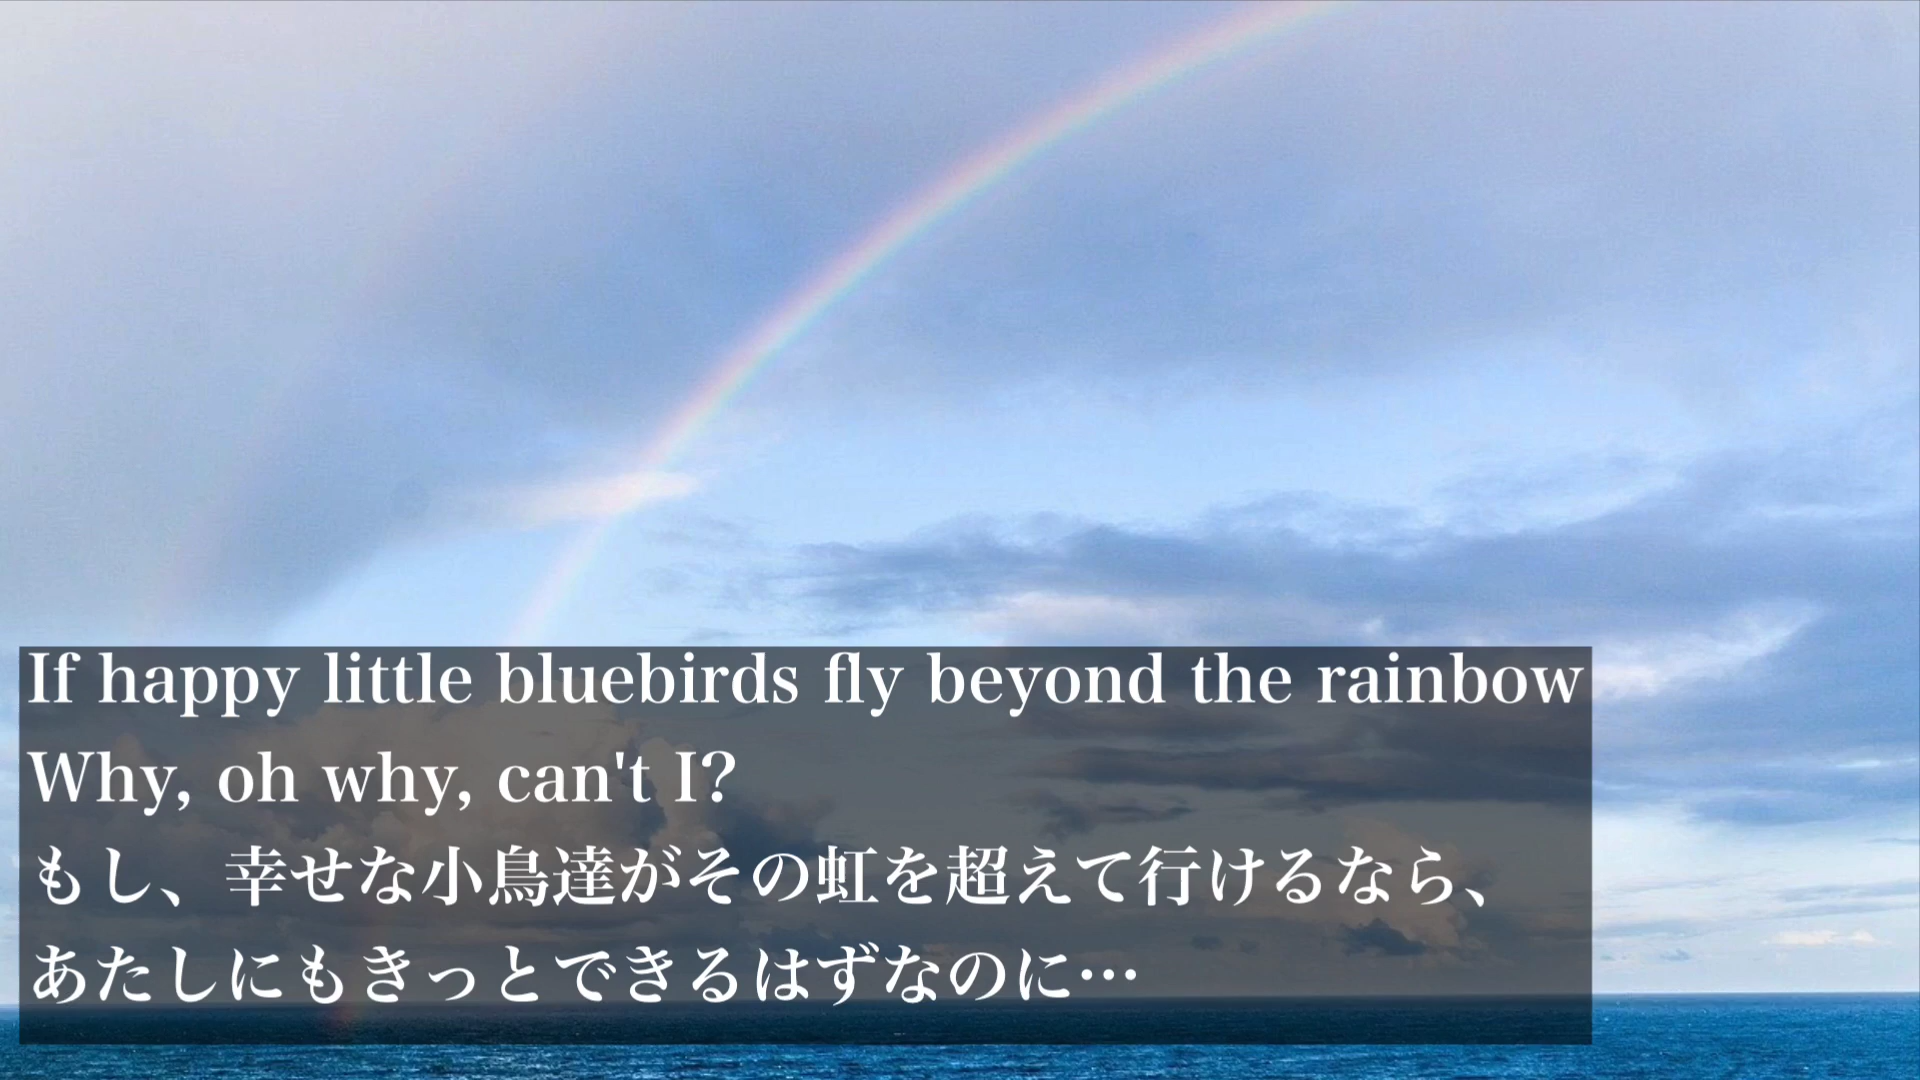 If happy little bluebirds fly beyond the rainbow
Why, oh why, can't I?
もし、幸せな小鳥達がその虹を超えて行けるなら、
あたしにもきっとできるはずなのに…